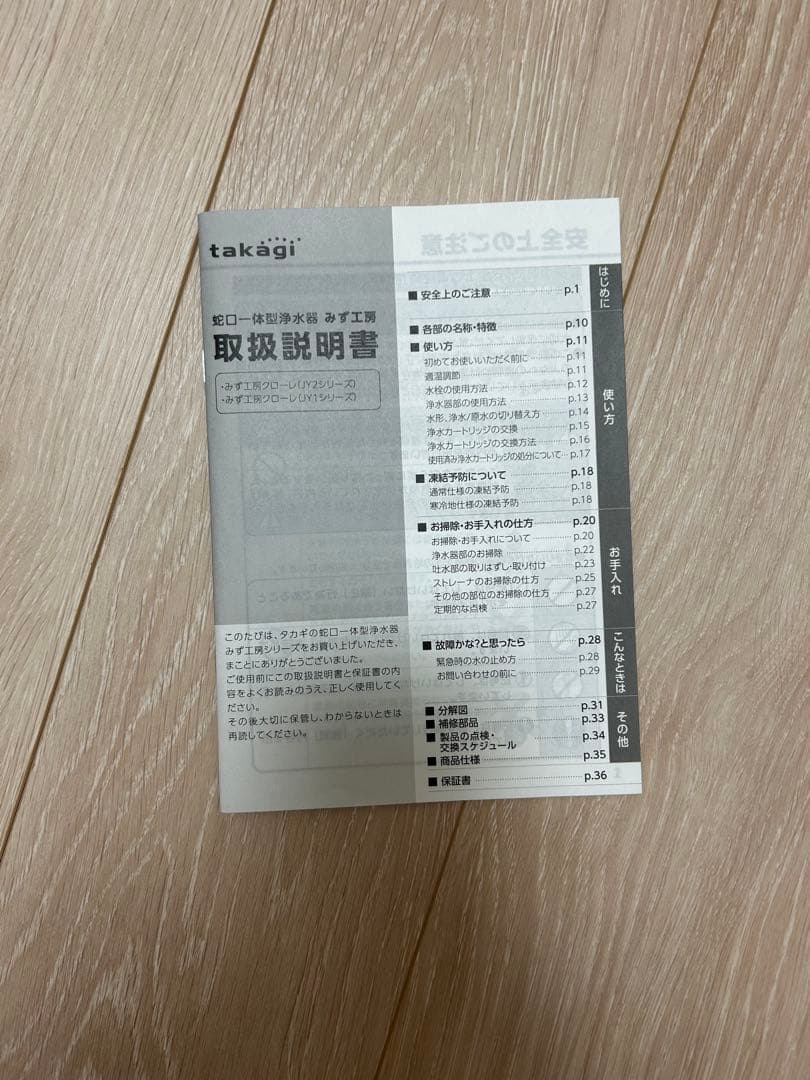 takagi
蛇口一体型浄水器 みず工房
取扱説明書
・みず工房クローレ(JY2シリーズ)
・みず工房クローレ(JY1シリーズ)
このたびは、タカギの蛇口一体型浄水器
みず工房シリーズをお買い上げいただき、
まことにありがとうございました。
ご使用前にこの取扱説明書と保証書の内
容をよくお読みのうえ、正しく使用してく
ださい。
その後大切に保管し、わからないときは
再読してください。
安全上のご注意
はじめに
■ 安全上のご注意 p.1
使い方
■ 各部の名称・特徴 p.10
■ 使い方 p.11
初めてお使いいただく前に p.11
適温調節 p.11
水栓の使用方法 p.12
浄水器部の使用方法 p.13
水形、浄水/原水の切り替え方 p.14
浄水カートリッジの交換 p.15
浄水カートリッジの交換方法 p.16
使用済み浄水カートリッジの処分について p.17
■ 凍結予防について p.18
通常仕様の凍結予防 p.18
寒冷地仕様の凍結予防 p.18
お手入れ
■ お掃除・お手入れの仕方 p.20
お掃除・お手入れについて p.20
浄水器部のお掃除 p.22
吐水部の取りはずし・取り付け p.23
ストレーナのお掃除の仕方 p.25
その他の部位のお掃除の仕方 p.27
定期的な点検 p.27
こんなときは
■ 故障かな?と思ったら p.28
緊急時の水の止め方 p.28
お問い合わせの前に p.29
その他
■ 分解図 p.31
■ 補修部品 p.33
■ 製品の点検・
交換スケジュール p.34
■ 商品仕様 p.35
■ 保証書 p.36